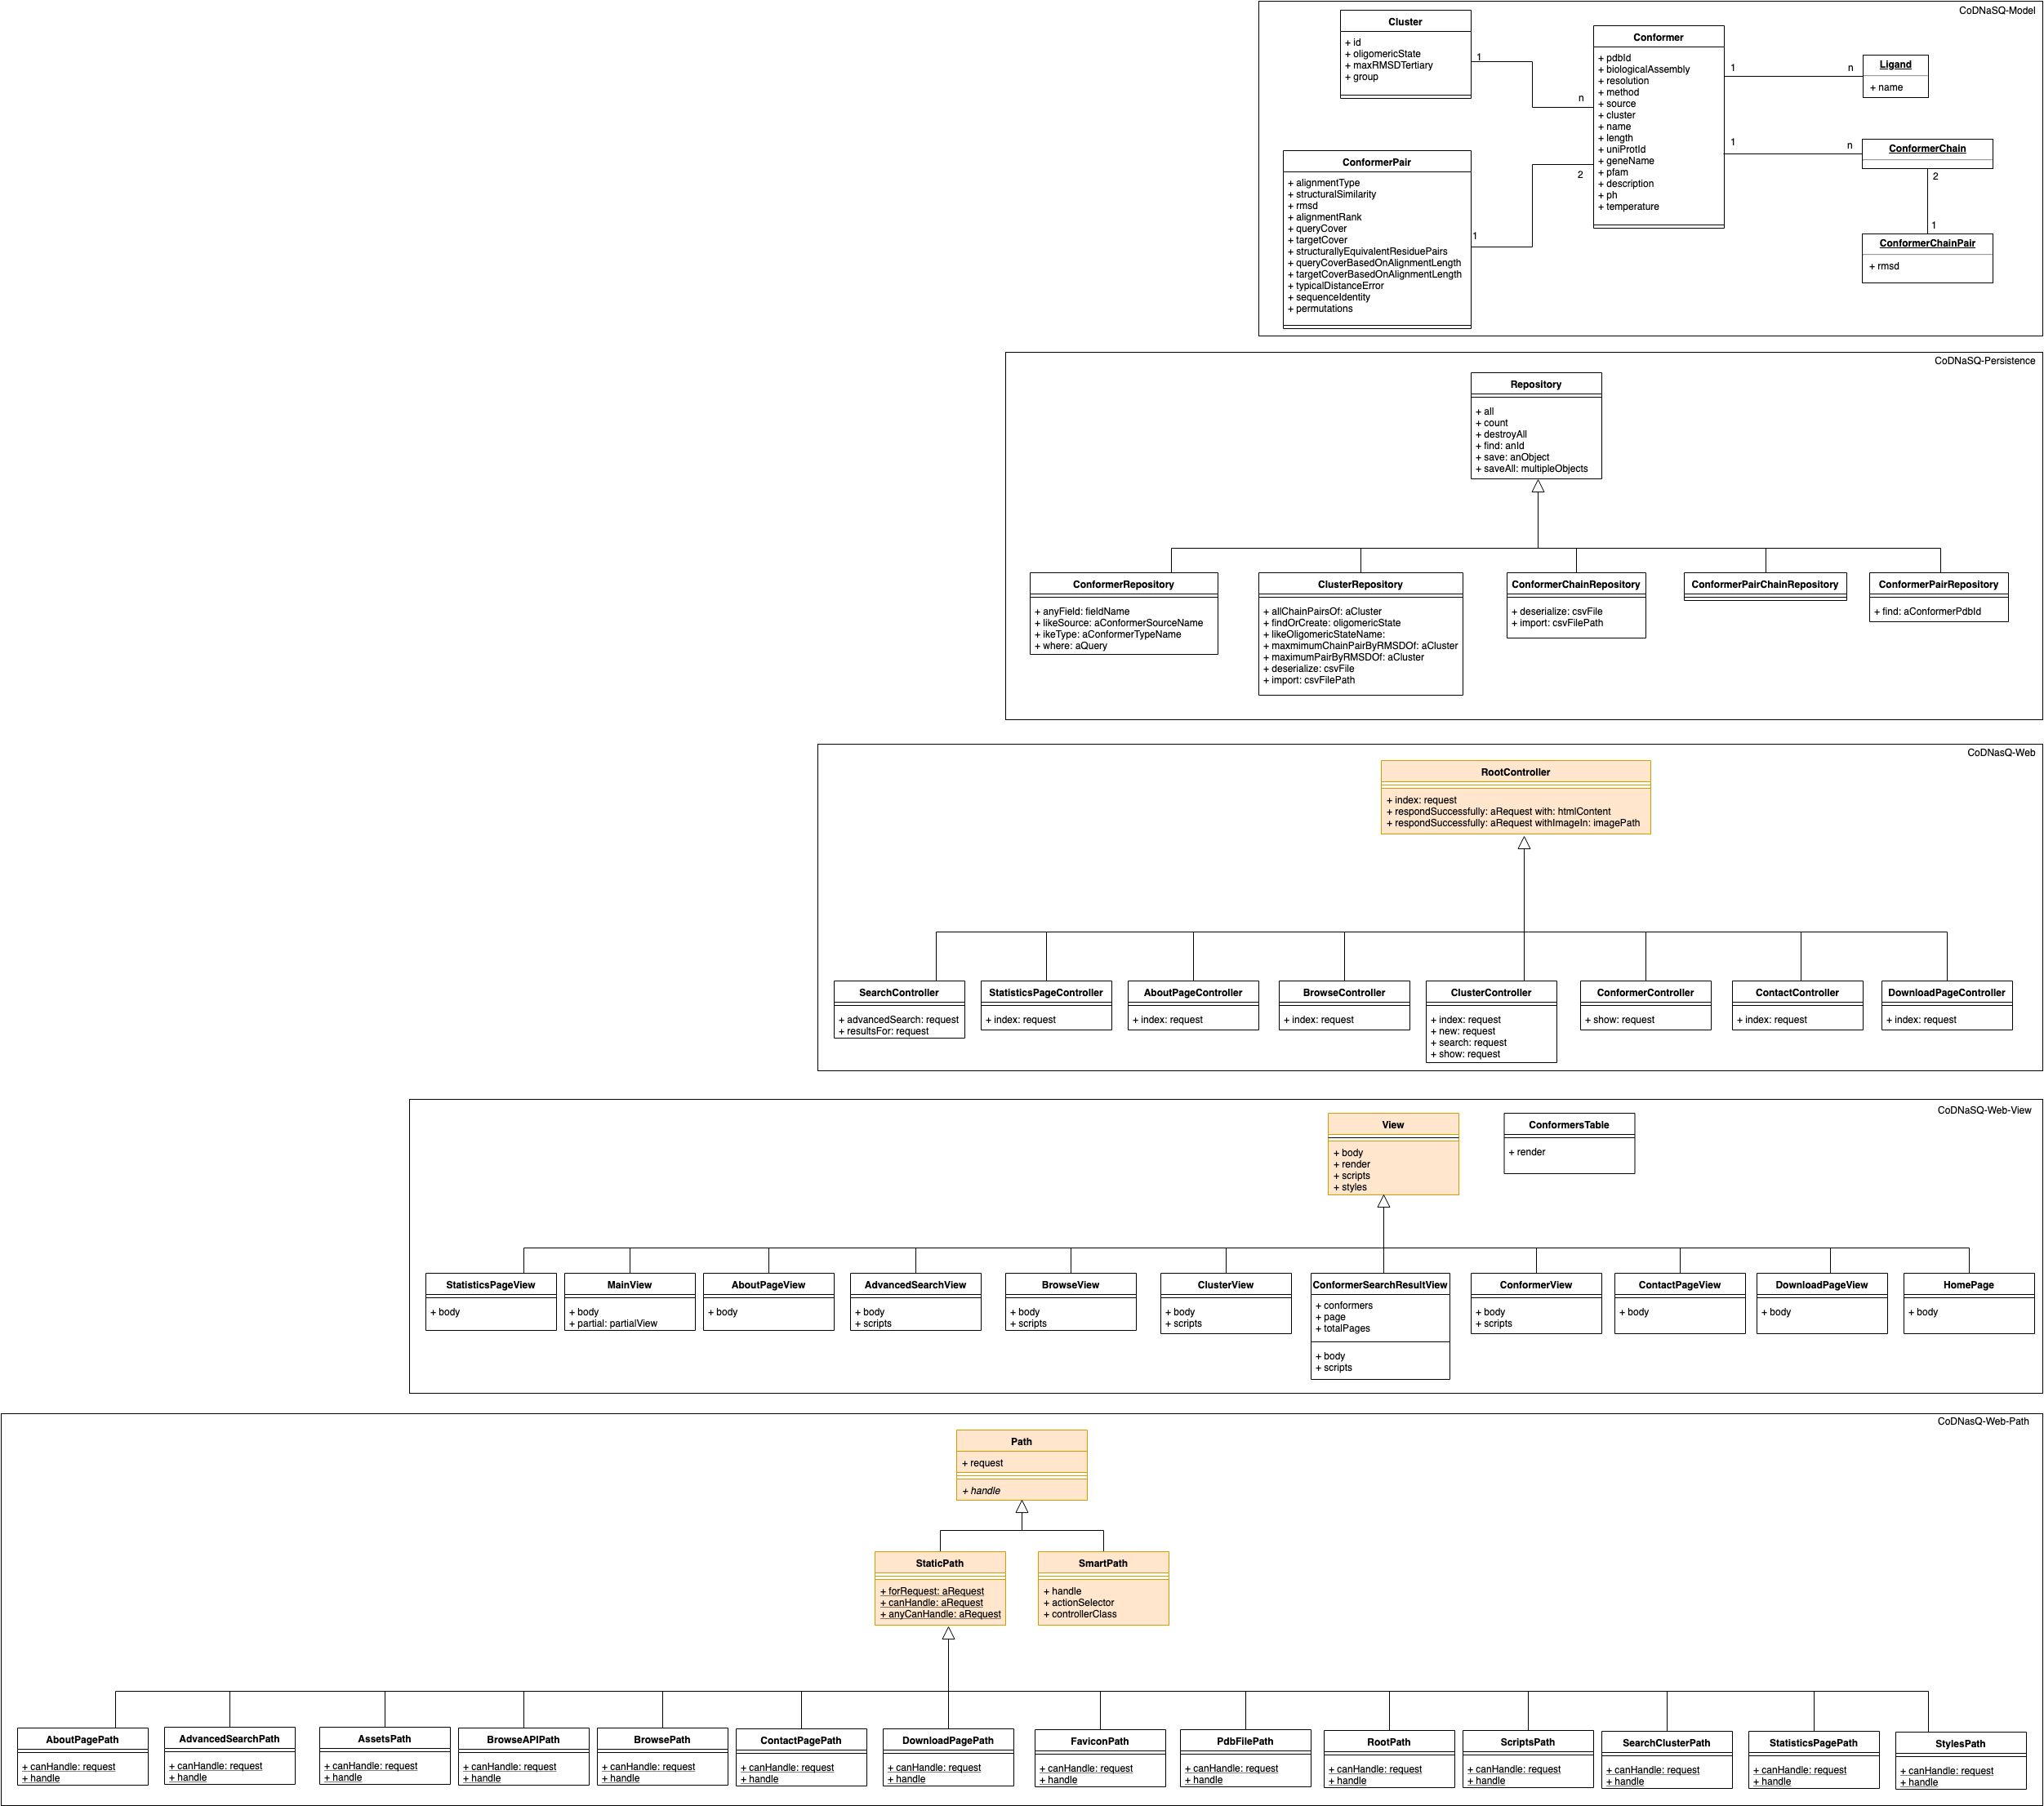 CoDNaSQ-Model
Cluster
+ id
+ oligomericState
+ maxRMSDTertiary
+ group
1
n
Conformer
+ pdbId
+ biologicalAssembly
+ resolution
+ method
+ source
+ cluster
+ name
+ length
+ uniProtId
+ geneName
+ pfam
+ description
+ ph
+ temperature
1
n
Ligand
+ name
1
n
ConformerChain
2
1
ConformerChainPair
+ rmsd
ConformerPair
+ alignmentType
+ structuralSimilarity
+ rmsd
+ alignmentRank
+ queryCover
+ targetCover
+ structurallyEquivalentResiduePairs
+ queryCoverBasedOnAlignmentLength
+ targetCoverBasedOnAlignmentLength
+ typicalDistanceError
+ sequenceIdentity
+ permutations
1
2
CoDNaSQ-Persistence
Repository
+ all
+ count
+ destroyAll
+ find: anId
+ save: anObject
+ saveAll: multipleObjects
ConformerRepository
+ anyField: fieldName
+ likeSource: aConformerSourceName
+ ikeType: aConformerTypeName
+ where: aQuery
ClusterRepository
+ allChainPairsOf: aCluster
+ findOrCreate: oligomericState
+ likeOligomericStateName:
+ maxmimumChainPairByRMSDOf: aCluster
+ maximumPairByRMSDOf: aCluster
+ deserialize: csvFile
+ import: csvFilePath
ConformerChainRepository
+ deserialize: csvFile
+ import: csvFilePath
ConformerPairChainRepository
ConformerPairRepository
+ find: aConformerPdbId
CoDNasQ-Web
RootController
+ index: request
+ respondSuccessfully: aRequest with: htmlContent
+ respondSuccessfully: aRequest withImageIn: imagePath
SearchController
+ advancedSearch: request
+ resultsFor: request
StatisticsPageController
+ index: request
AboutPageController
+ index: request
BrowseController
+ index: request
ClusterController
+ index: request
+ new: request
+ search: request
+ show: request
ConformerController
+ show: request
ContactController
+ index: request
DownloadPageController
+ index: request
CoDNaSQ-Web-View
View
+ body
+ render
+ scripts
+ styles
ConformersTable
+ render
StatisticsPageView
+ body
MainView
+ body
+ partial: partialView
AboutPageView
+ body
AdvancedSearchView
+ body
+ scripts
BrowseView
+ body
+ scripts
ClusterView
+ body
+ scripts
ConformerSearchResultView
+ conformers
+ page
+ totalPages
+ body
+ scripts
ConformerView
+ body
+ scripts
ContactPageView
+ body
DownloadPageView
+ body
HomePage
+ body
CoDNasQ-Web-Path
Path
+ request
+ handle
StaticPath
+ forRequest: aRequest
+ canHandle: aRequest
+ anyCanHandle: aRequest
SmartPath
+ handle
+ actionSelector
+ controllerClass
AboutPagePath
+ canHandle: request
+ handle
AdvancedSearchPath
+ canHandle: request
+ handle
AssetsPath
+ canHandle: request
+ handle
BrowseAPIPath
+ canHandle: request
+ handle
BrowsePath
+ canHandle: request
+ handle
ContactPagePath
+ canHandle: request
+ handle
DownloadPagePath
+ canHandle: request
+ handle
FaviconPath
+ canHandle: request
+ handle
PdbFilePath
+ canHandle: request
+ handle
RootPath
+ canHandle: request
+ handle
ScriptsPath
+ canHandle: request
+ handle
SearchClusterPath
+ canHandle: request
+ handle
StatisticsPagePath
+ canHandle: request
+ handle
StylesPath
+ canHandle: request
+ handle